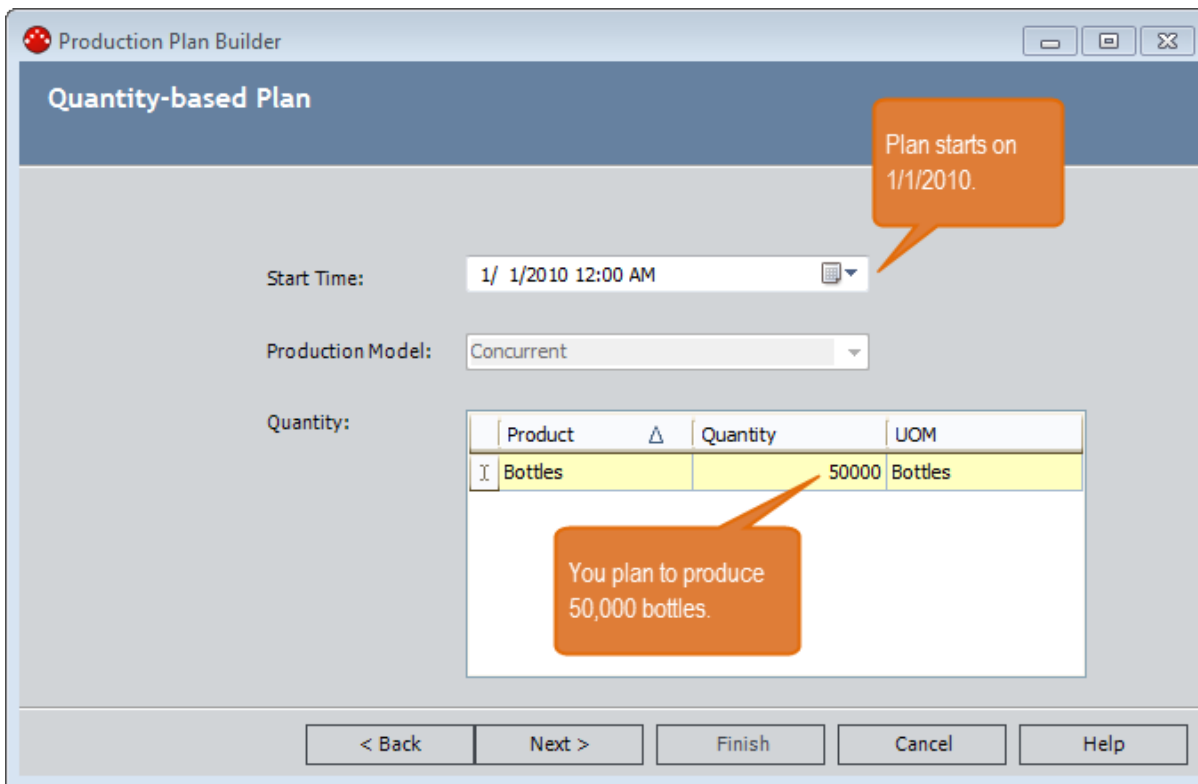 Production Plan Builder
Quantity-based Plan
Plan starts on
1/1/2010.
Start Time:
1/ 1/2010 12:00 AM
Production Model:
Concurrent
Quantity:
Product Quantity UOM
Bottles 50000 Bottles
You plan to produce
50,000 bottles.
< Back Next > Finish Cancel Help